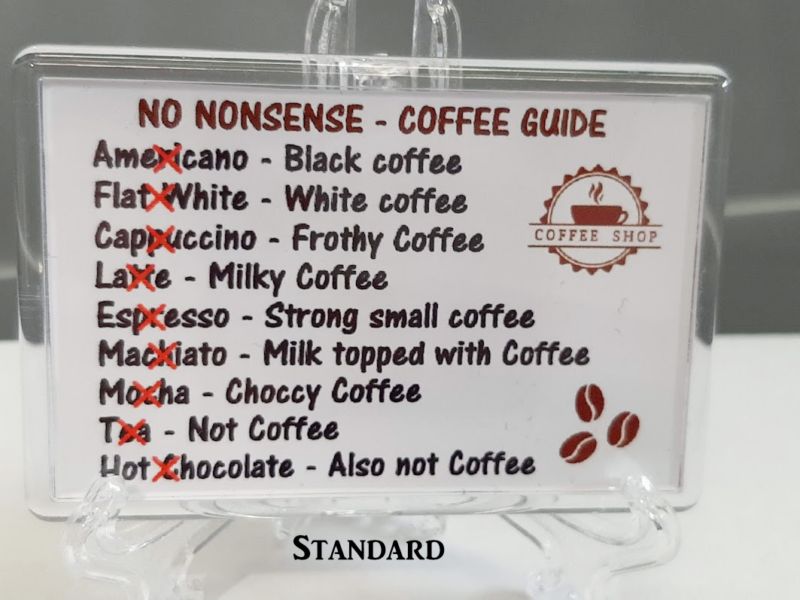 NO NONSENSE - COFFEE GUIDE
Americano - Black coffee
Flat White - White coffee
Cappuccino - Frothy Coffee
COFFEE SHOP
Latte - Milky Coffee
Espresso - Strong small coffee
Mackiato - Milk topped with Coffee
Mocha - Choccy Coffee
Tea - Not Coffee
Hot Chocolate - Also not Coffee
STANDARD